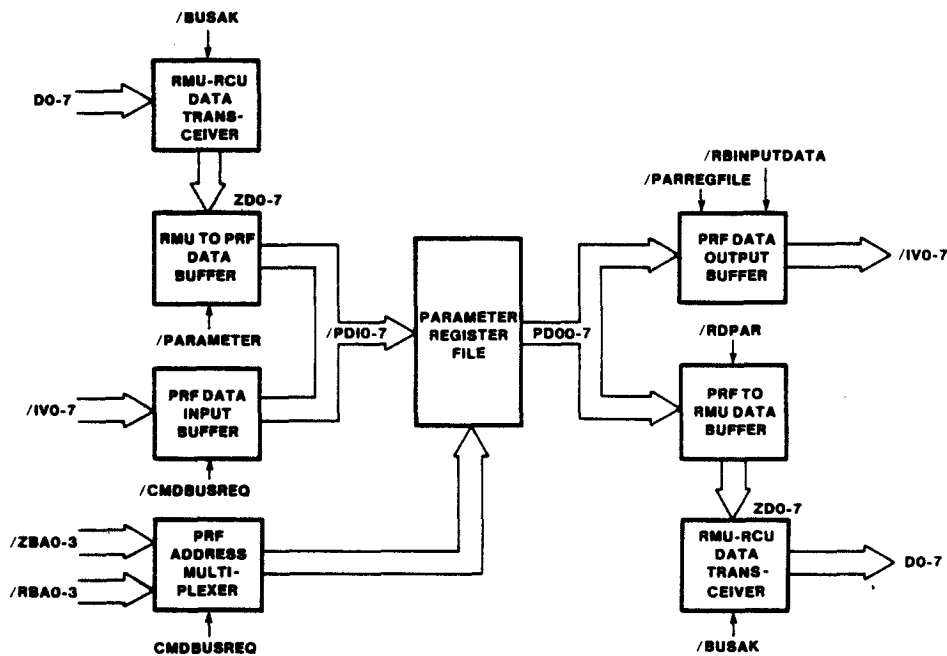 /BUSAK
RMU-RCU
DATA
TRANS-
CEIVER
D0-7
ZD0-7
RMU TO PRF
DATA
BUFFER
/PARAMETER
/IV0-7
PRF DATA
INPUT
BUFFER
/CMDBUSREQ
/ZBA0-3
/RBA0-3
PRF
ADDRESS
MULTI-
PLEXER
CMDBUSREQ
/PDI0-7
PARAMETER
REGISTER
FILE
PDO0-7
/RBINPUTDATA
/PARREGFILE
PRF DATA
OUTPUT
BUFFER
/IV0-7
/RDPAR
PRF TO
RMU DATA
BUFFER
ZD0-7
RMU-RCU
DATA
TRANS-
CEIVER
D0-7
/BUSAK